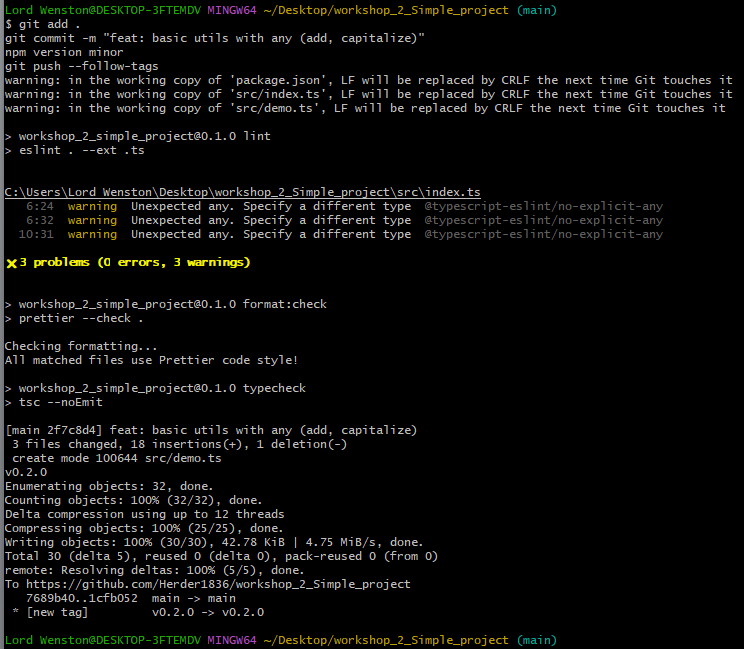 Lord Wenston@DESKTOP-3FTEMDV MINGW64 ~/Desktop/workshop_2_Simple_project (main)
$ git add .
git commit -m "feat: basic utils with any (add, capitalize)"
npm version minor
git push --follow-tags
warning: in the working copy of 'package.json', LF will be replaced by CRLF the next time Git touches it
warning: in the working copy of 'src/index.ts', LF will be replaced by CRLF the next time Git touches it
warning: in the working copy of 'src/demo.ts', LF will be replaced by CRLF the next time Git touches it
> workshop_2_simple_project@0.1.0 lint
> eslint . --ext .ts
C:\Users\Lord Wenston\Desktop\workshop_2_Simple_project\src\index.ts
6:24 warning Unexpected any. Specify a different type @typescript-eslint/no-explicit-any
6:32 warning Unexpected any. Specify a different type @typescript-eslint/no-explicit-any
10:31 warning Unexpected any. Specify a different type @typescript-eslint/no-explicit-any
✖ 3 problems (0 errors, 3 warnings)
> workshop_2_simple_project@0.1.0 format:check
> prettier --check .
Checking formatting...
All matched files use Prettier code style!
> workshop_2_simple_project@0.1.0 typecheck
> tsc --noEmit
[main 2f7c8d4] feat: basic utils with any (add, capitalize)
3 files changed, 18 insertions(+), 1 deletion(-)
create mode 100644 src/demo.ts
v0.2.0
Enumerating objects: 32, done.
Counting objects: 100% (32/32), done.
Delta compression using up to 12 threads
Compressing objects: 100% (25/25), done.
Writing objects: 100% (30/30), 42.78 KiB | 4.75 MiB/s, done.
Total 30 (delta 5), reused 0 (delta 0), pack-reused 0 (from 0)
remote: Resolving deltas: 100% (5/5), done.
To https://github.com/Herder1836/workshop_2_Simple_project
7689b40..1cfb052 main -> main
* [new tag] v0.2.0 -> v0.2.0
Lord Wenston@DESKTOP-3FTEMDV MINGW64 ~/Desktop/workshop_2_Simple_project (main)